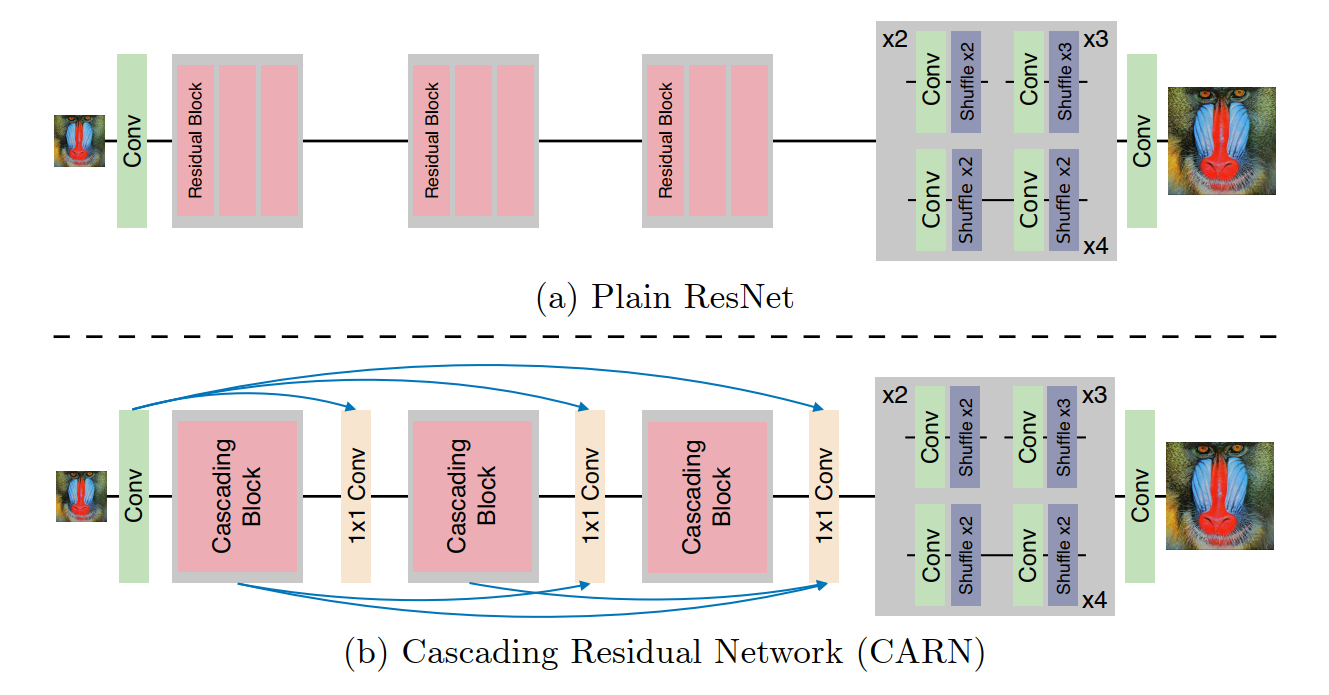 Conv
Residual Block
Residual Block
Residual Block
x2
Conv
Shuffle x2
Conv
Shuffle x3
x3
Conv
Shuffle x2
Conv
Shuffle x2
x4
Conv
(a) Plain ResNet
Conv
Cascading
Block
1x1 Conv
Cascading
Block
1x1 Conv
Cascading
Block
1x1 Conv
x2
Conv
Shuffle x2
Conv
Shuffle x3
x3
Conv
Shuffle x2
Conv
Shuffle x2
x4
Conv
(b) Cascading Residual Network (CARN)